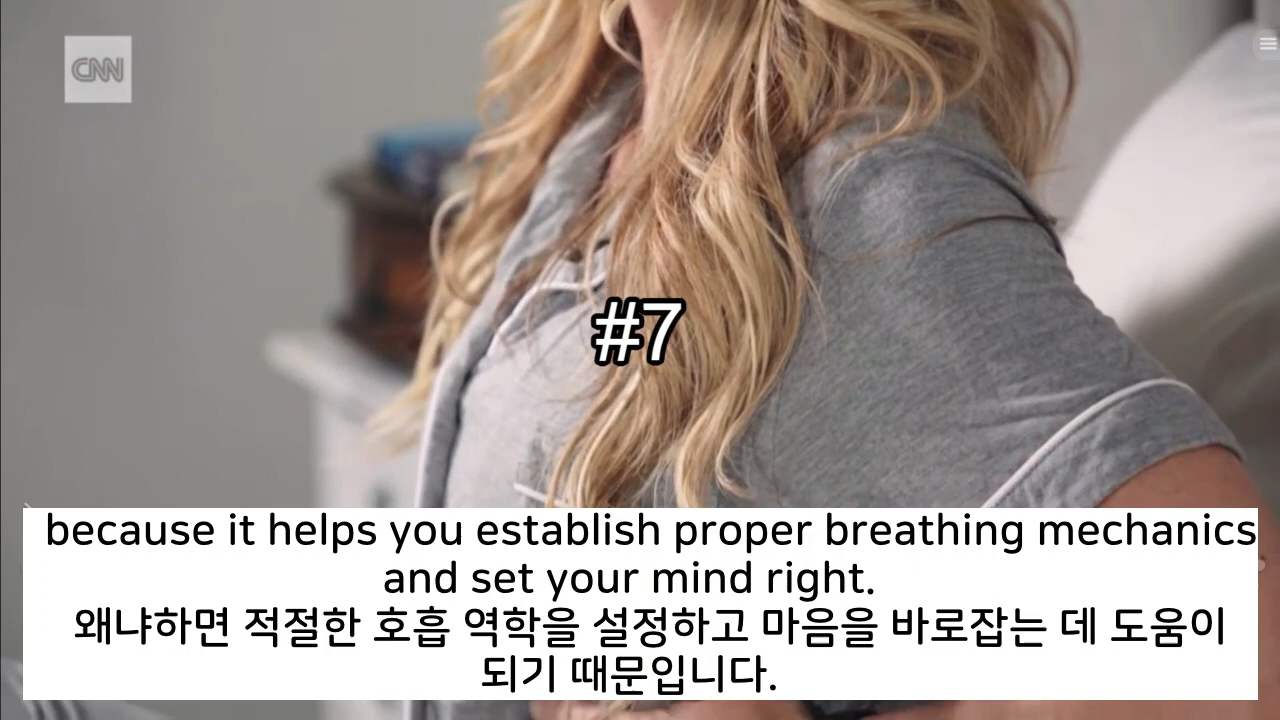 CNN
#7
because it helps you establish proper breathing mechanics
and set your mind right.
왜냐하면 적절한 호흡 역학을 설정하고 마음을 바로잡는 데 도움이
되기 때문입니다.